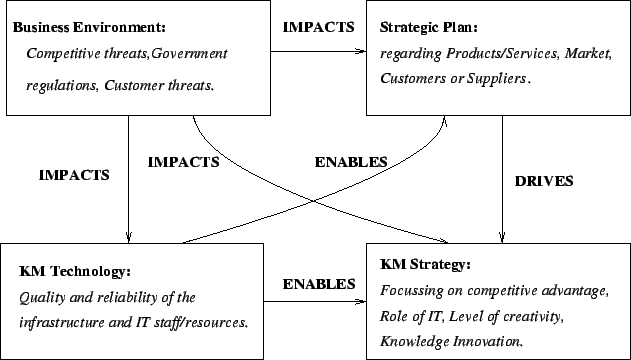 Business Environment:
Competitive threats,Government
regulations, Customer threats.
IMPACTS
Strategic Plan:
regarding Products/Services, Market,
Customers or Suppliers.
IMPACTS
IMPACTS
ENABLES
DRIVES
KM Technology:
Quality and reliability of the
infrastructure and IT staff/resources.
ENABLES
KM Strategy:
Focussing on competitive advantage,
Role of IT, Level of creativity,
Knowledge Innovation.